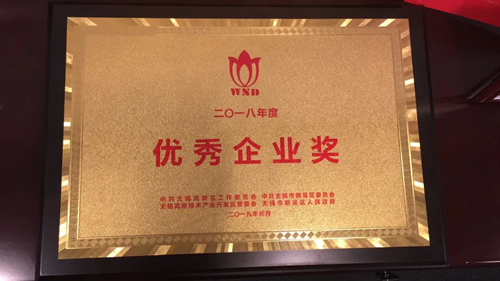 WND
二〇一八年度
优秀企业奖
中共无锡高新区工作委员会 中共无锡市新吴区委员会
无锡高新技术产业开发区管委会 无锡市新吴区人民政府
二〇一九年元月